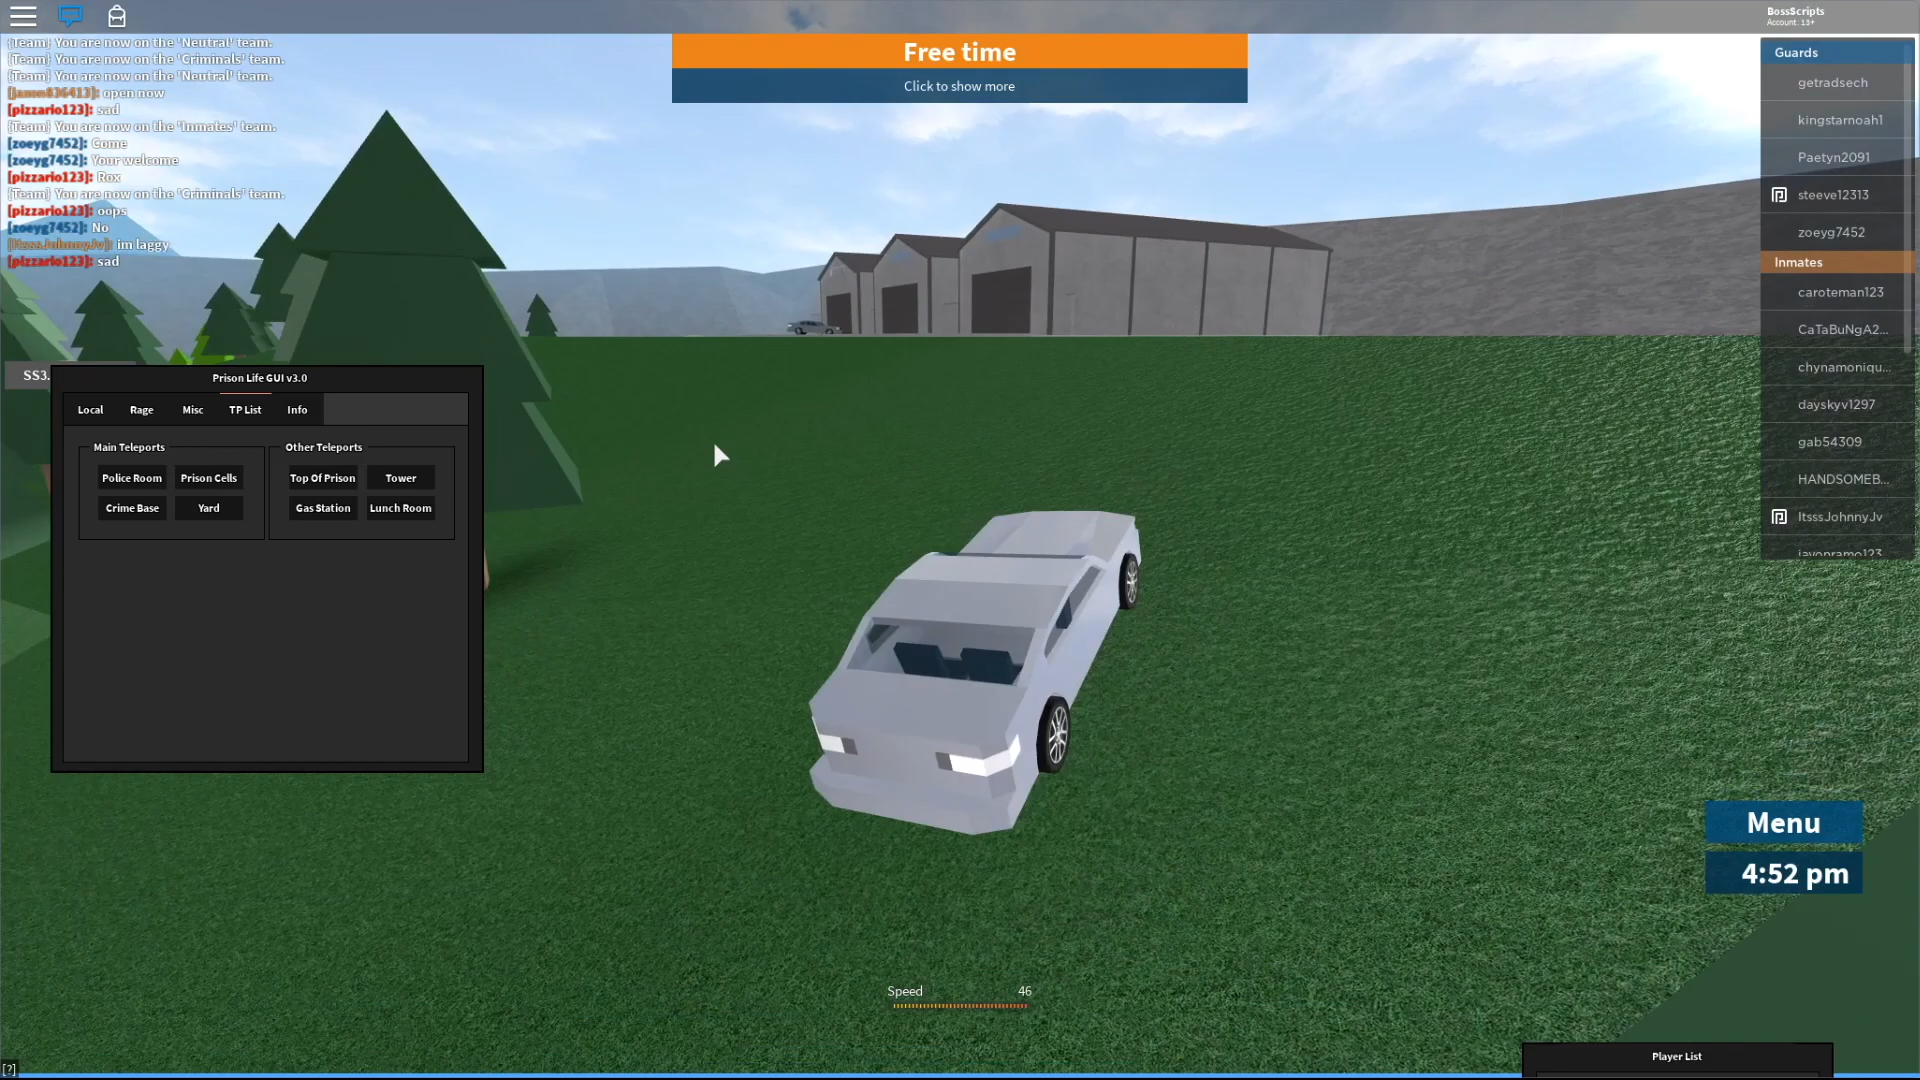 BossScripts
Account: 13+
{Team} You are now on the 'Neutral' team.
{Team} You are now on the 'Criminals' team.
{Team} You are now on the 'Neutral' team.
[jaxon836413]: open now
[pizzario123]: sad
{Team} You are now on the 'Inmates' team.
[zoeyg7452]: Come
[zoeyg7452]: Your welcome
[pizzario123]: Rox
{Team} You are now on the 'Criminals' team.
[pizzario123]: oops
[zoeyg7452]: No
[ItsssJohnnyJv]: im laggy
[pizzario123]: sad
Free time
Click to show more
Guards
getradsech
kingstarnoah1
Paetyn2091
steeve12313
zoeyg7452
Inmates
caroteman123
CaTaBuNgA2...
chynamoniqu...
dayskyv1297
gab54309
HANDSOMEB...
ItsssJohnnyJv
SS3.
Prison Life GUI v3.0
Local Rage Misc TP List Info
Main Teleports Other Teleports
Police Room Prison Cells Top Of Prison Tower
Crime Base Yard Gas Station Lunch Room
Menu
4:52 pm
Speed 46
Player List
[?]